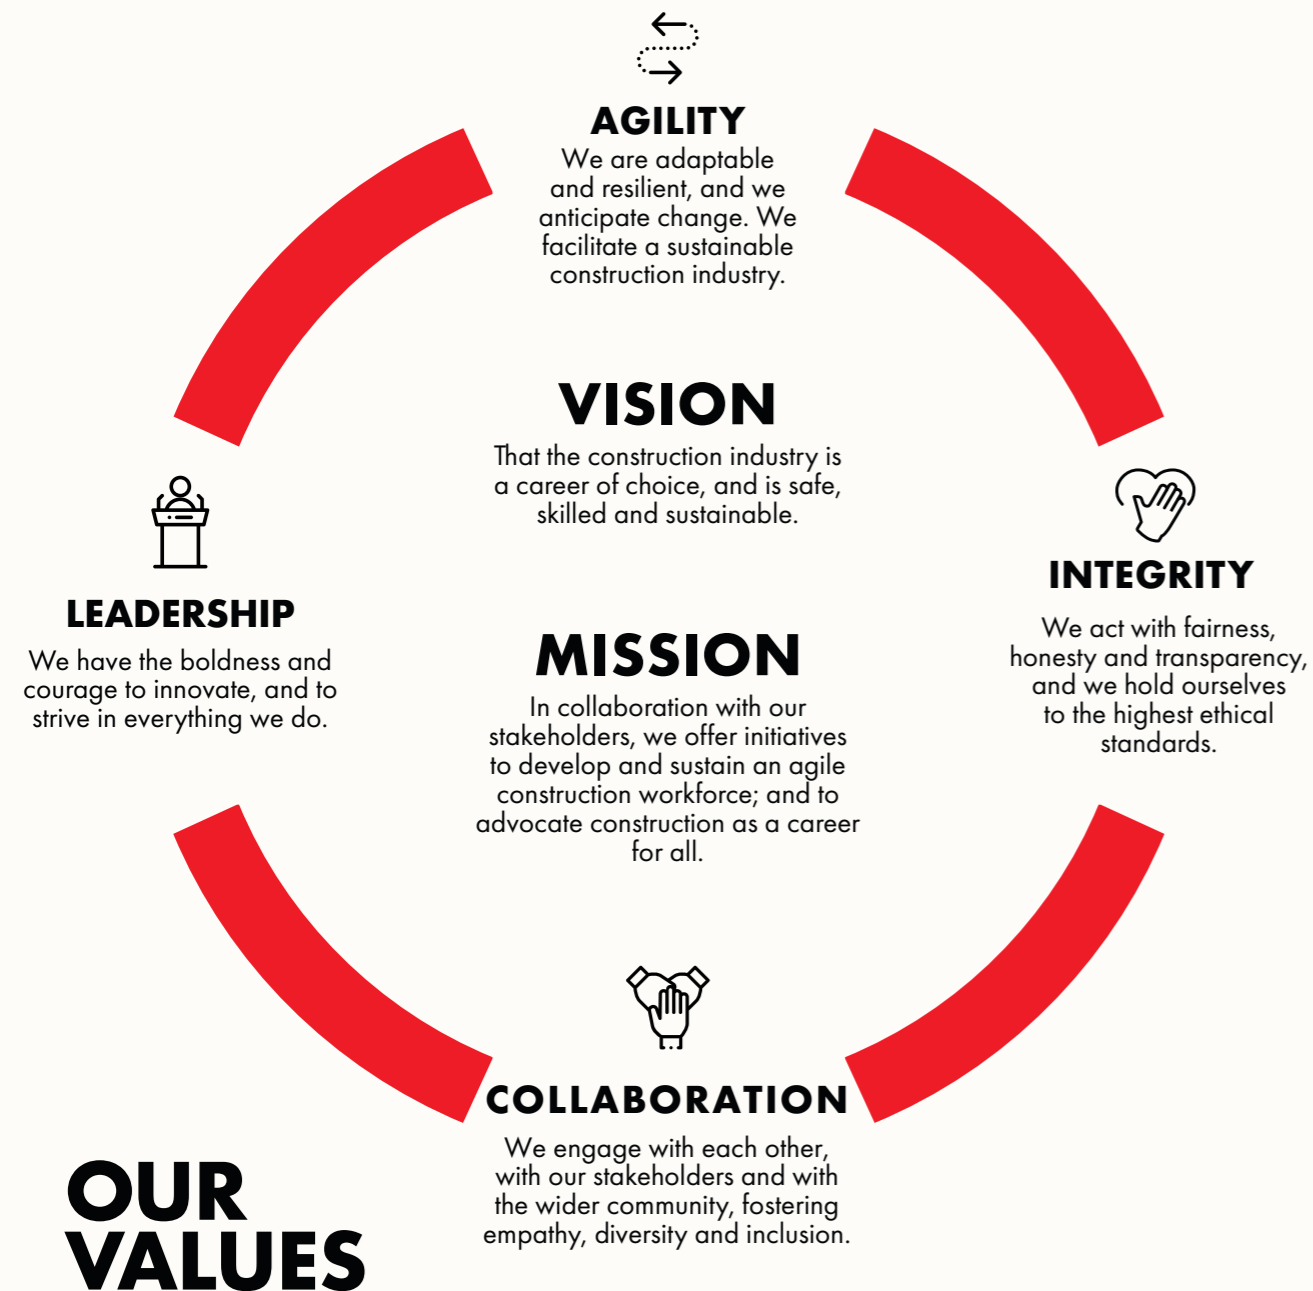 AGILITY
We are adaptable
and resilient, and we
anticipate change. We
facilitate a sustainable
construction industry.
VISION
That the construction industry is
a career of choice, and is safe,
skilled and sustainable.
LEADERSHIP
We have the boldness and
courage to innovate, and to
strive in everything we do.
INTEGRITY
We act with fairness,
honesty and transparency,
and we hold ourselves
to the highest ethical
standards.
MISSION
In collaboration with our
stakeholders, we offer initiatives
to develop and sustain an agile
construction workforce; and to
advocate construction as a career
for all.
COLLABORATION
We engage with each other,
with our stakeholders and with
the wider community, fostering
empathy, diversity and inclusion.
OUR
VALUES